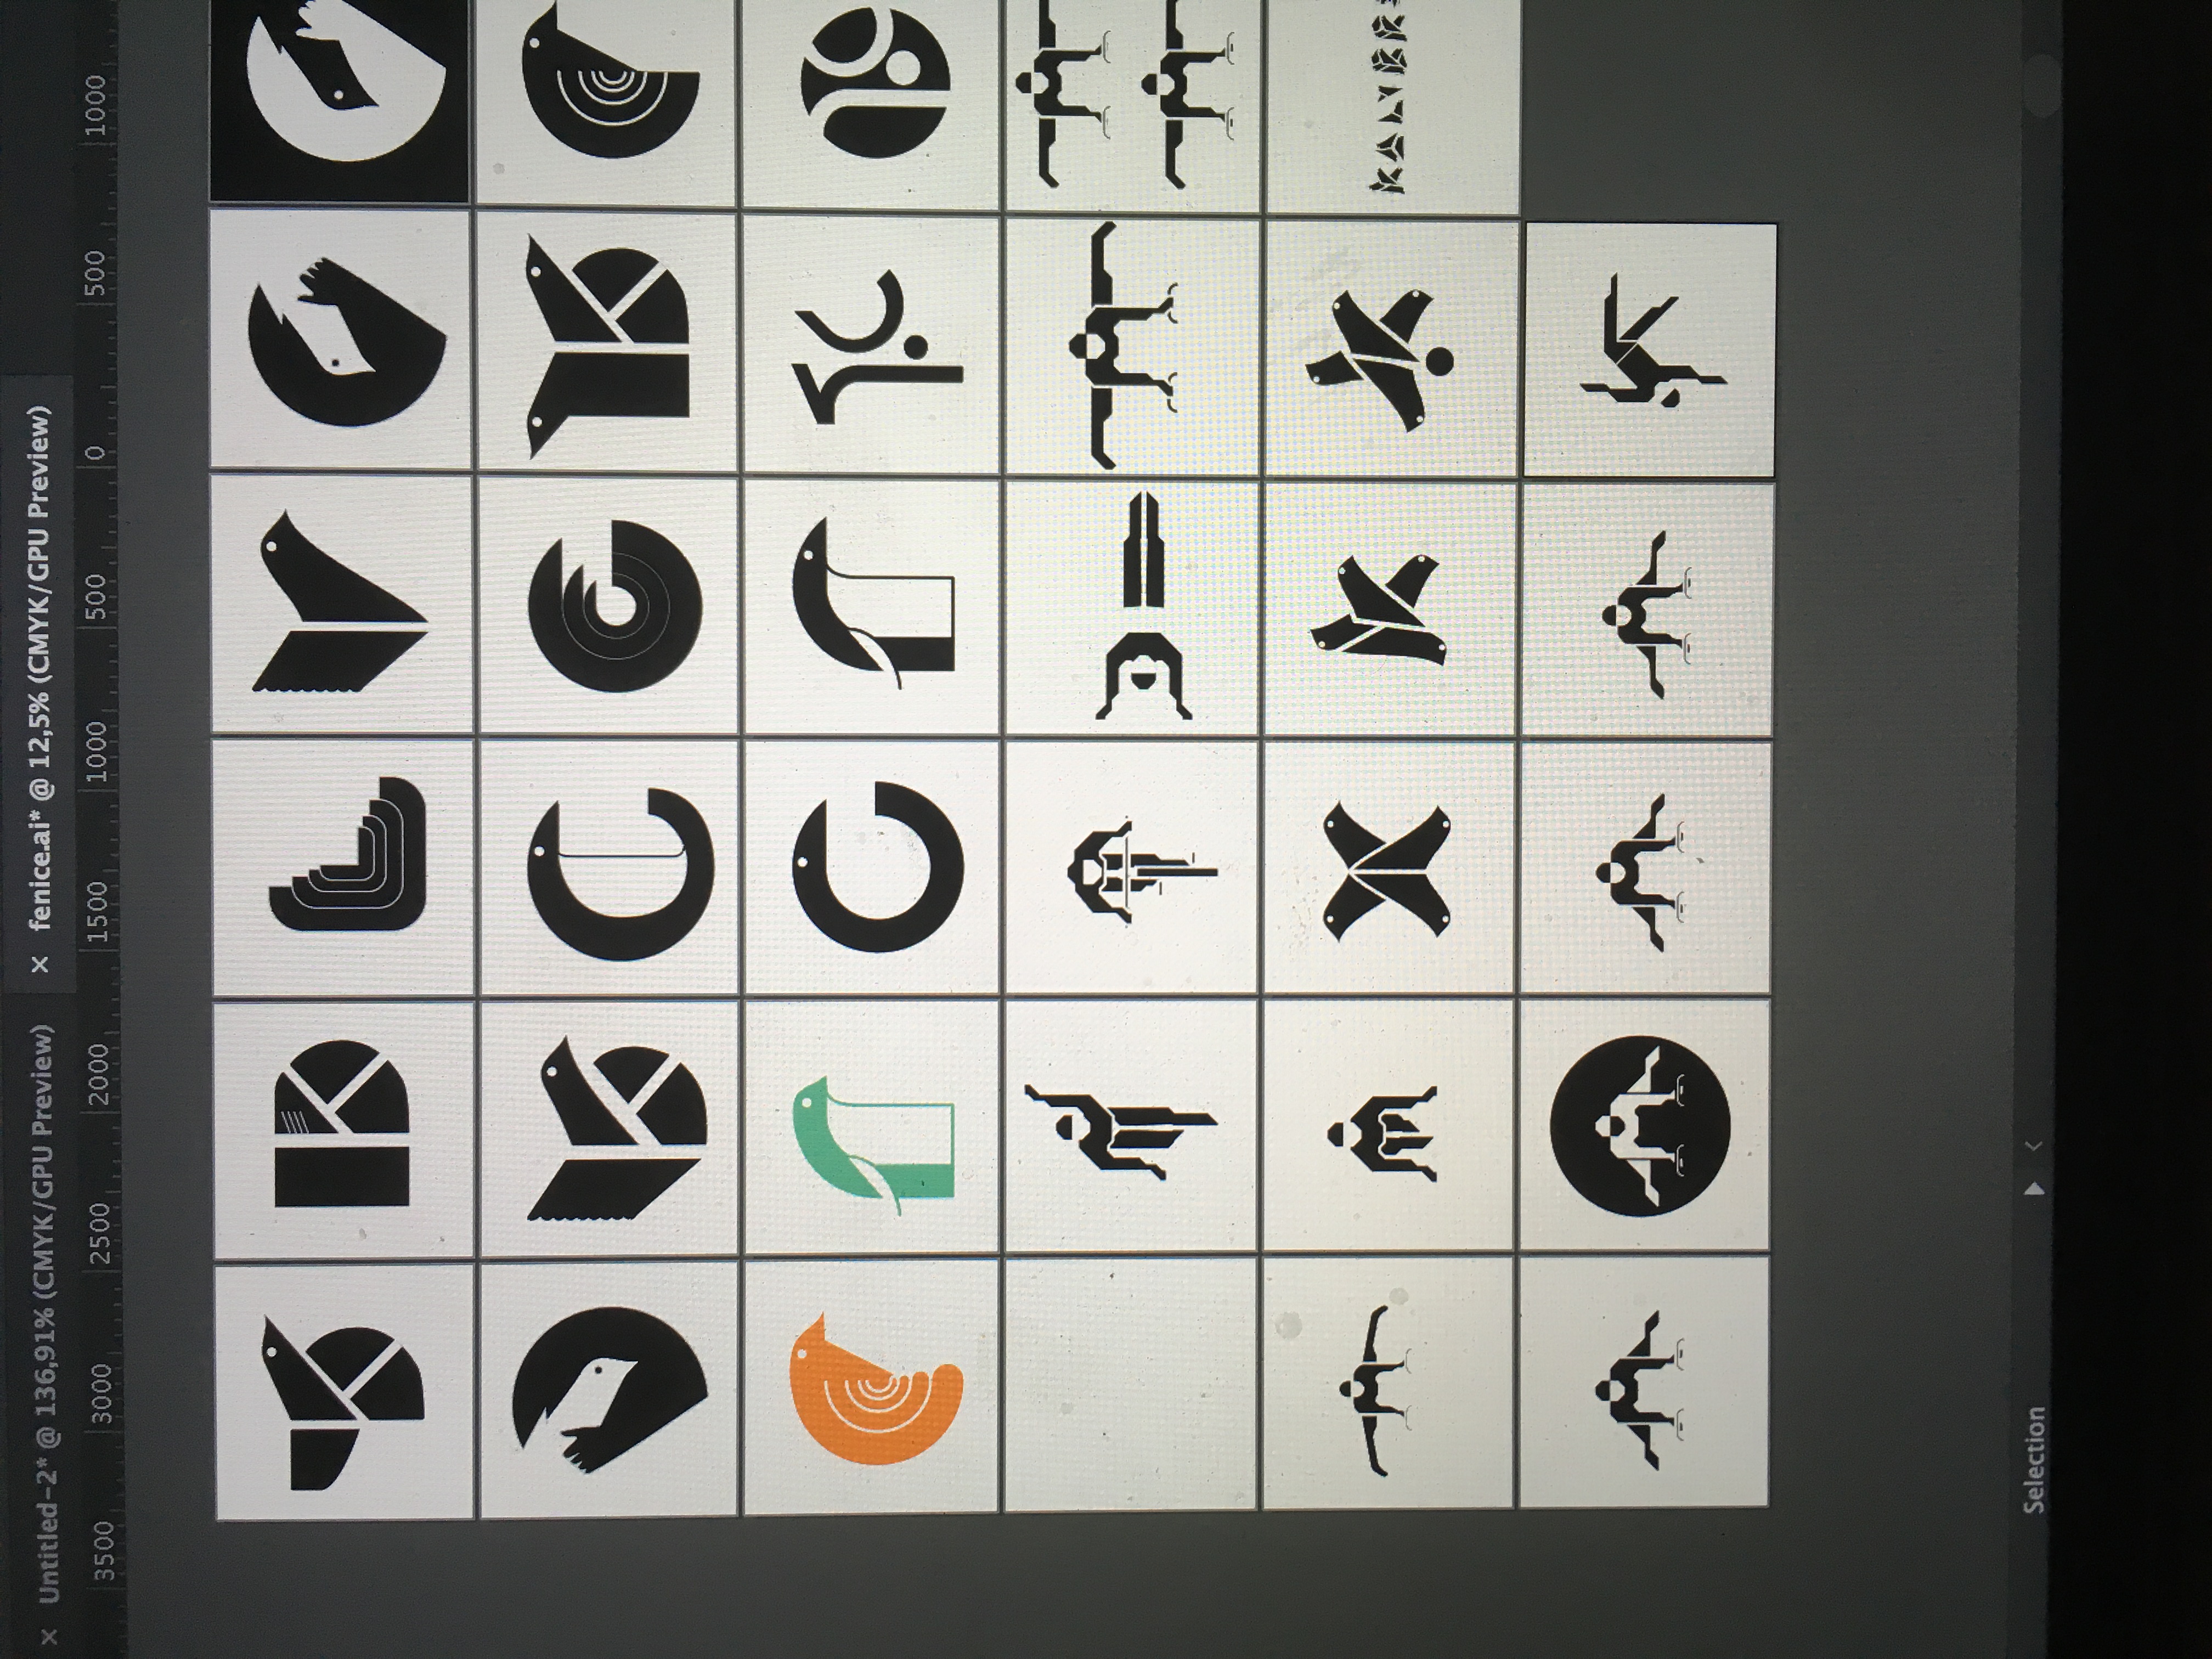 × Untitled-2* @ 136,91% (CMYK/GPU Preview) × fenice.ai* @ 12,5% (CMYK/GPU Preview)
3500 3000 2500 2000 1500 1000 500 0 500 1000
KALVER
Selection